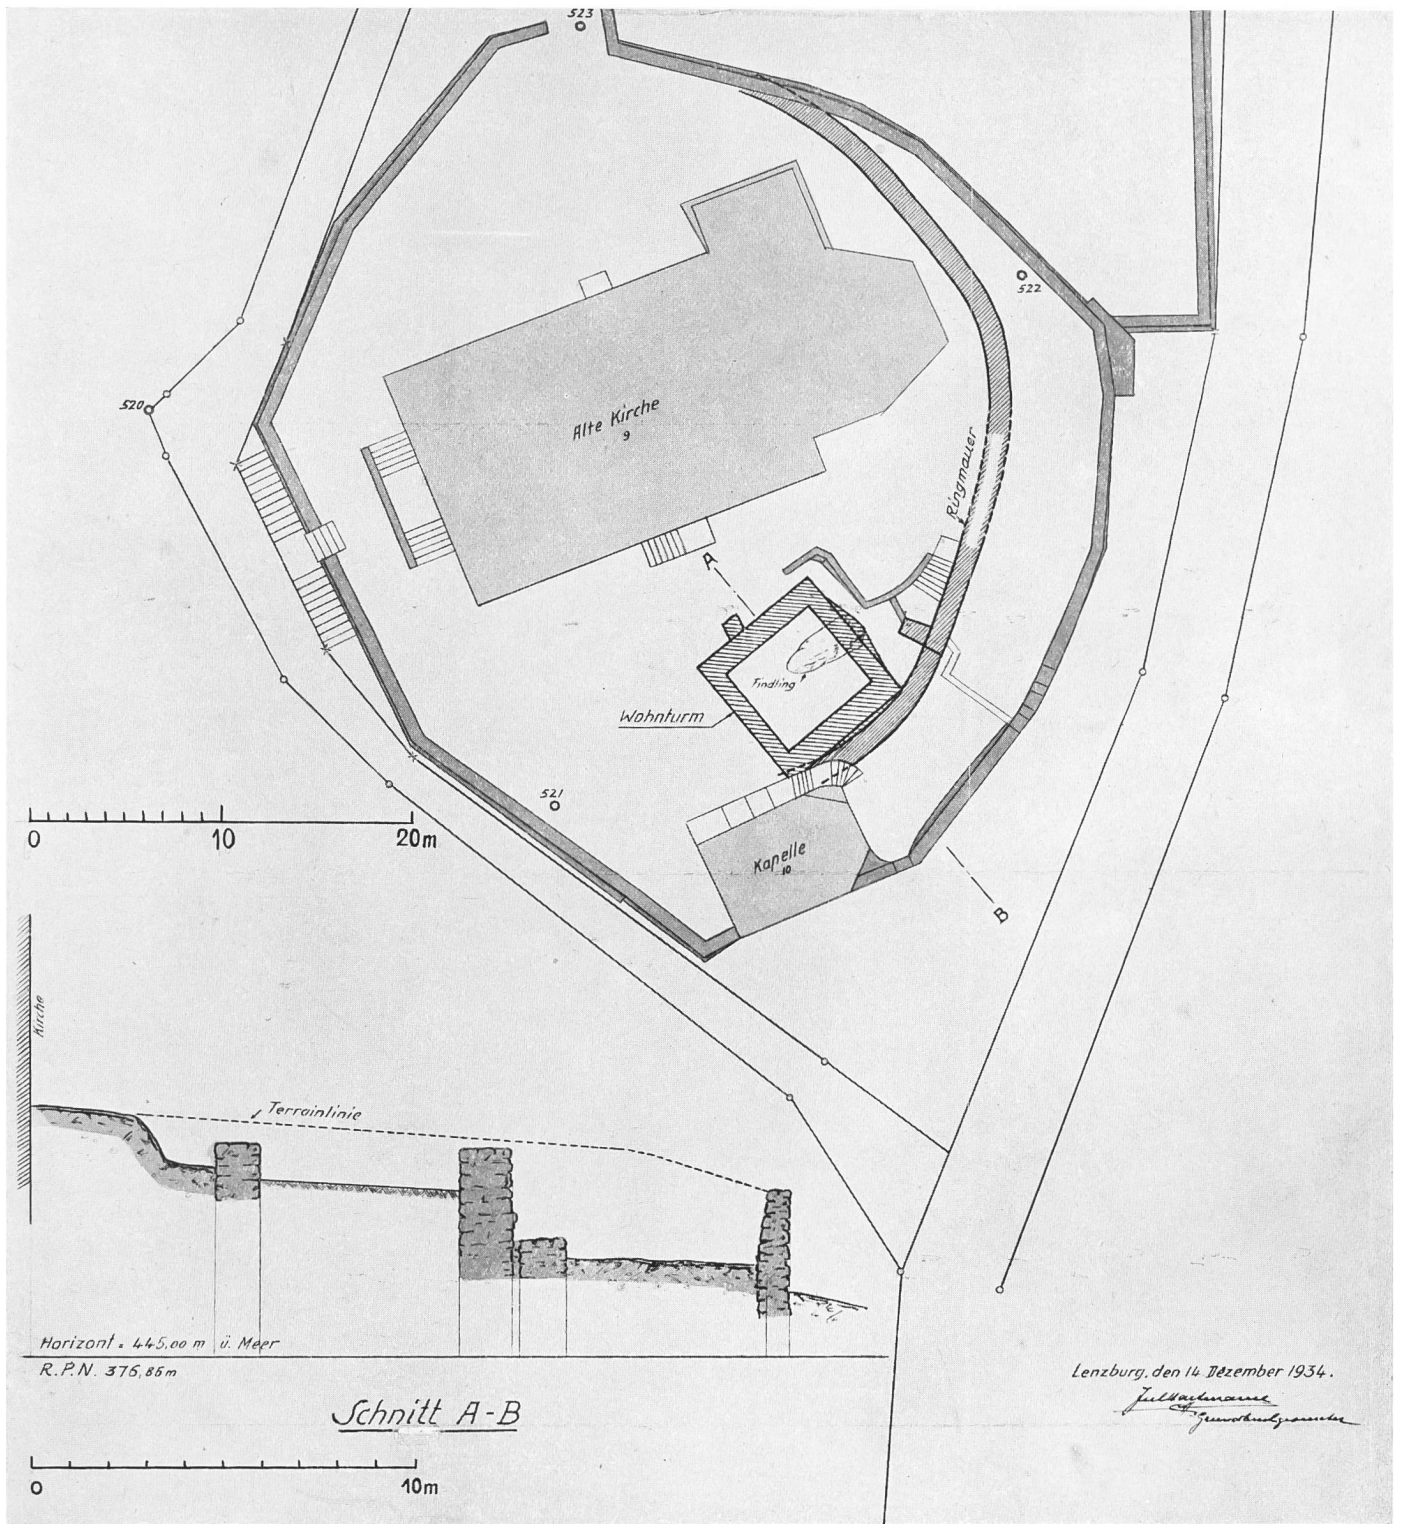 523
522
520
Alte Kirche
9
Ringmauer
A
Findling
Wohnturm
521
Kapelle
10
B
0 10 20m
Kirche
Terrainlinie
Horizont = 445,00 m ü. Meer
R.P.N. 376,86m
Schnitt A-B
0 10m
Lenzburg, den 14 Dezember 1934.